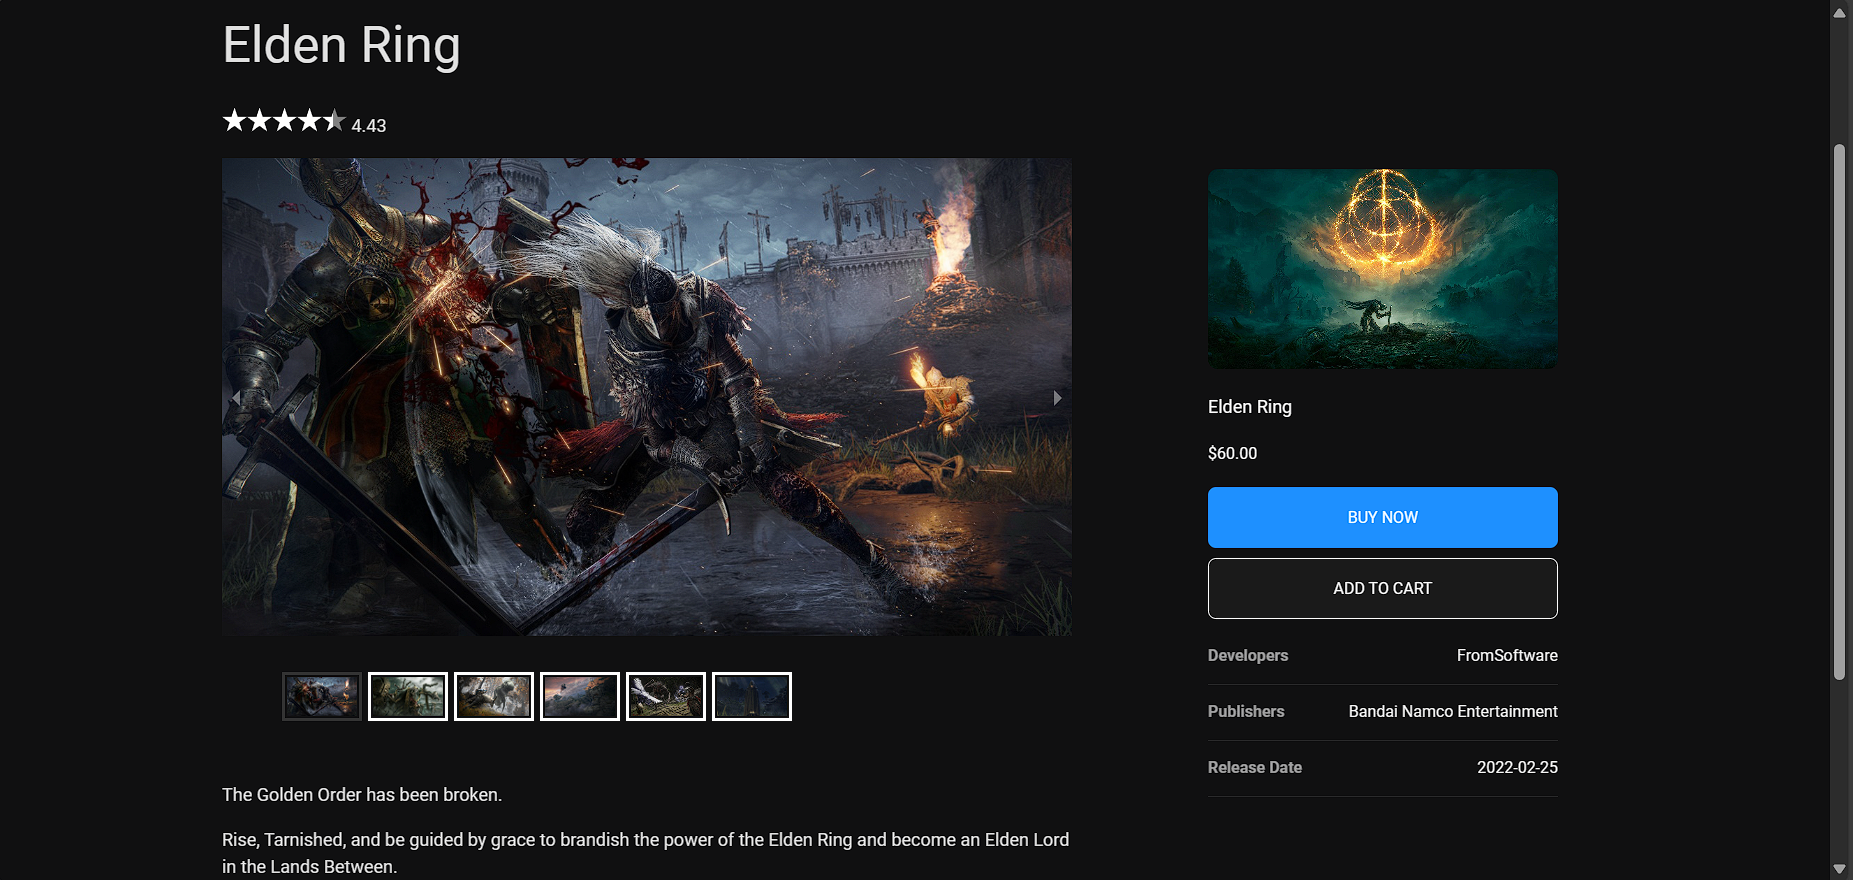 Elden Ring
4.43
Elden Ring
$60.00
BUY NOW
ADD TO CART
Developers FromSoftware
Publishers Bandai Namco Entertainment
Release Date 2022-02-25
The Golden Order has been broken.
Rise, Tarnished, and be guided by grace to brandish the power of the Elden Ring and become an Elden Lord
in the Lands Between.